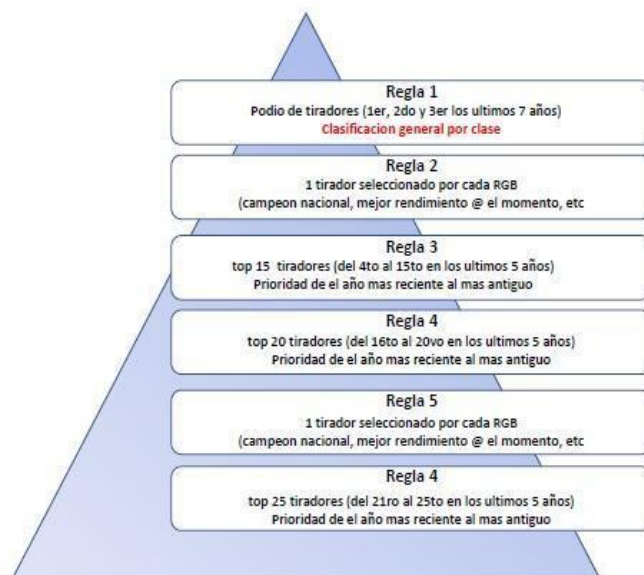 Regla 1
Podio de tiradores (1er, 2do y 3er los ultimos 7 años)
Clasificacion general por clase
Regla 2
1 tirador seleccionado por cada RGB
(campeon nacional, mejor rendimiento @ el momento, etc
Regla 3
top 15 tiradores (del 4to al 15to en los ultimos 5 años)
Prioridad de el año mas reciente al mas antiguo
Regla 4
top 20 tiradores (del 16to al 20vo en los ultimos 5 años)
Prioridad de el año mas reciente al mas antiguo
Regla 5
1 tirador seleccionado por cada RGB
(campeon nacional, mejor rendimiento @ el momento, etc
Regla 4
top 25 tiradores (del 21ro al 25to en los ultimos 5 años)
Prioridad de el año mas reciente al mas antiguo